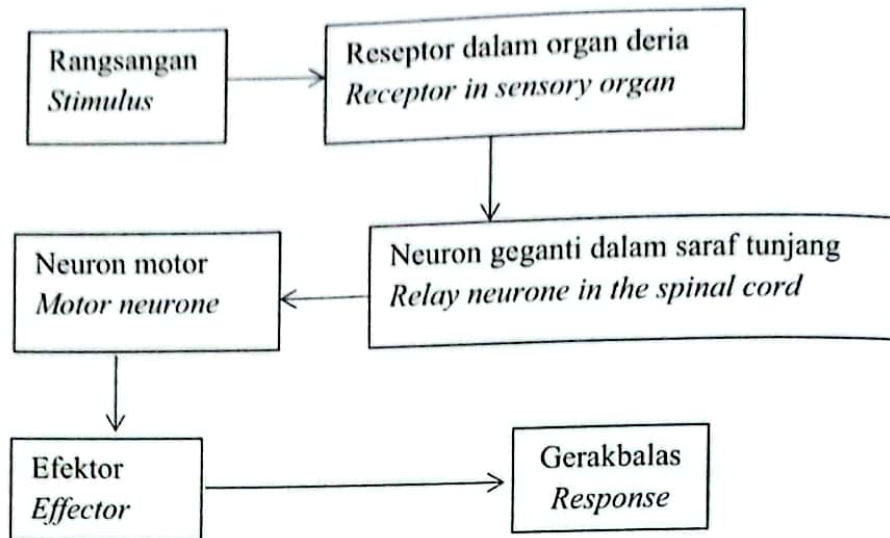 Rangsangan
Stimulus
Reseptor dalam organ deria
Receptor in sensory organ
Neuron geganti dalam saraf tunjang
Relay neurone in the spinal cord
Neuron motor
Motor neurone
Efektor
Effector
Gerakbalas
Response